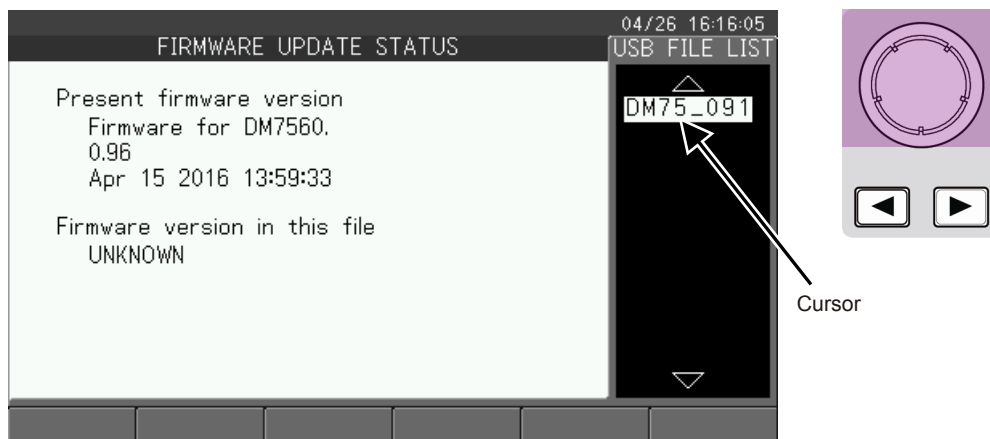 04/26 16:16:05
FIRMWARE UPDATE STATUS
USB FILE LIST
Present firmware version
Firmware for DM7560.
0.96
Apr 15 2016 13:59:33
Firmware version in this file
UNKNOWN
DM75_091
Cursor